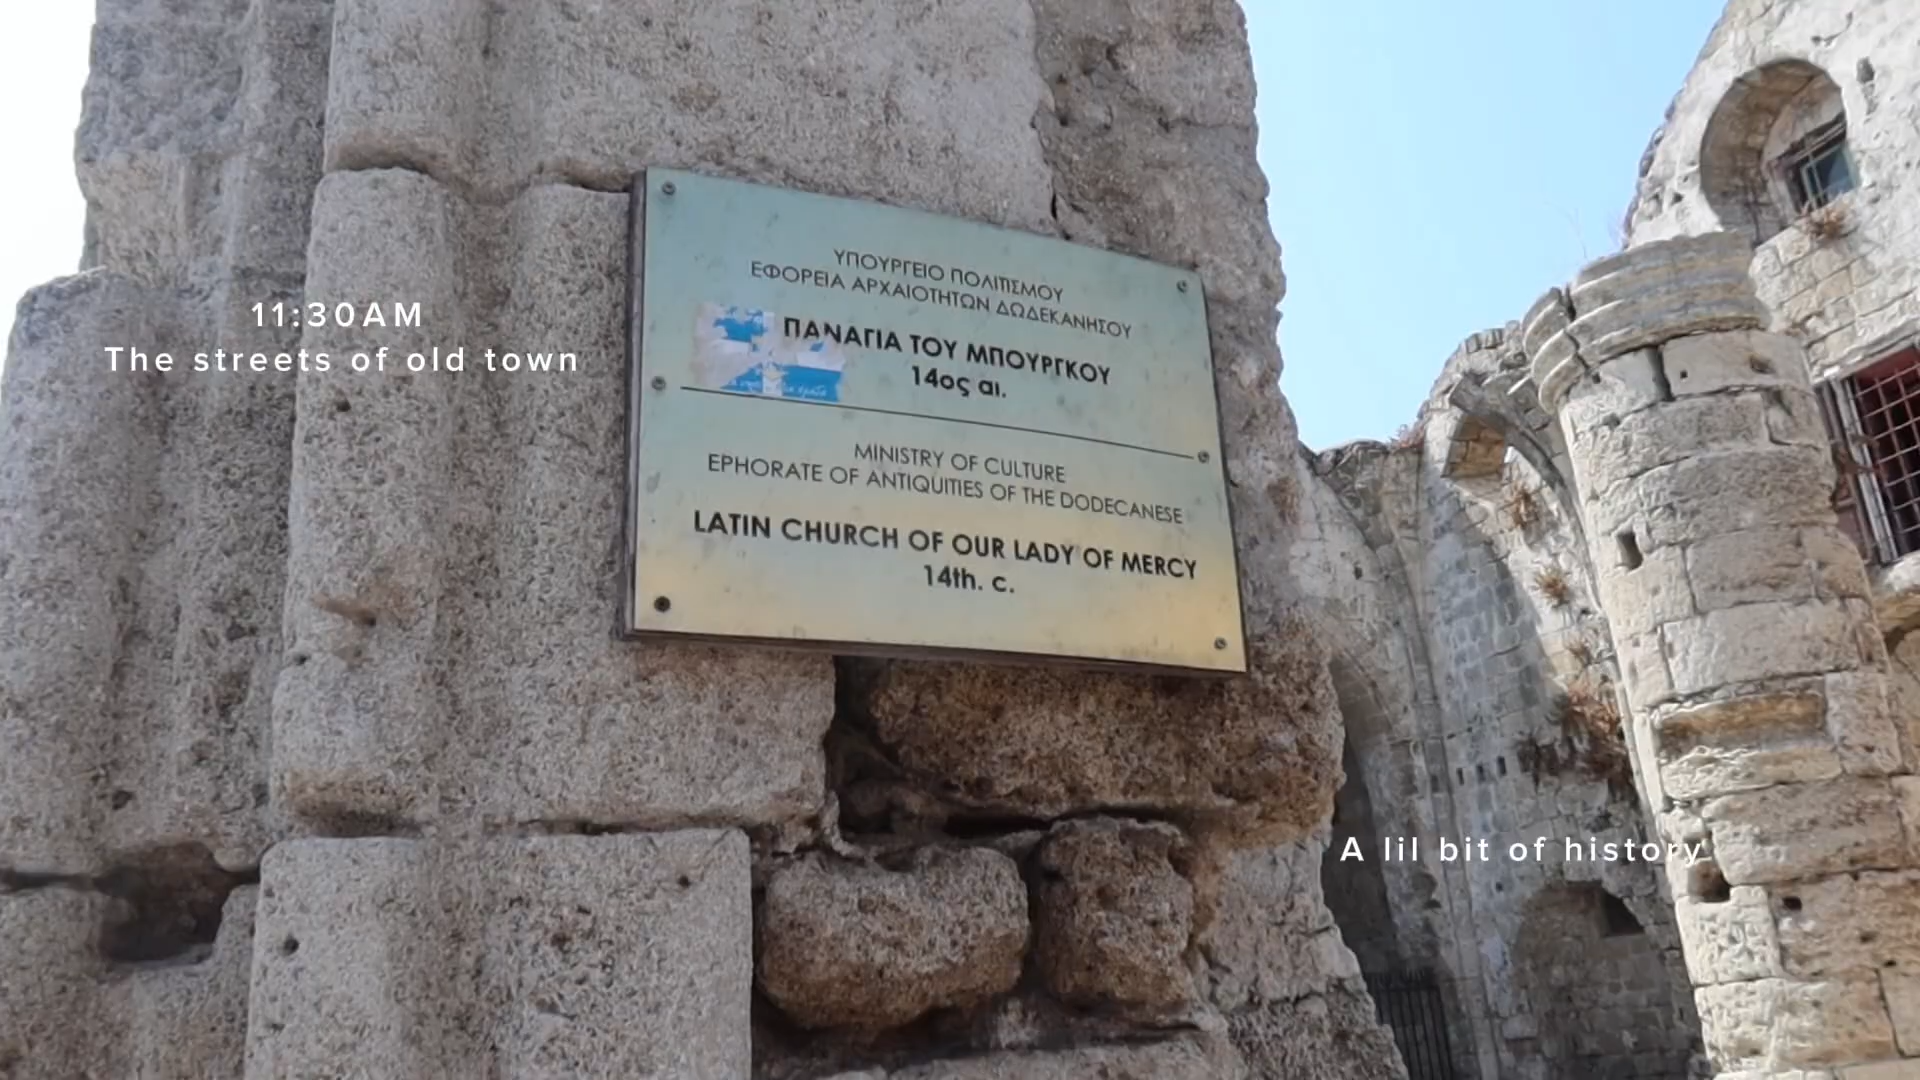 11:30AM
The streets of old town
ΥΠΟΥΡΓΕΙΟ ΠΟΛΙΤΙΣΜΟΥ
ΕΦΟΡΕΙΑ ΑΡΧΑΙΟΤΗΤΩΝ ΔΩΔΕΚΑΝΗΣΟΥ
ΠΑΝΑΓΙΑ ΤΟΥ ΜΠΟΥΡΓΚΟΥ
14ος αι.
MINISTRY OF CULTURE
EPHORATE OF ANTIQUITIES OF THE DODECANESE
LATIN CHURCH OF OUR LADY OF MERCY
14th. c.
A lil bit of history